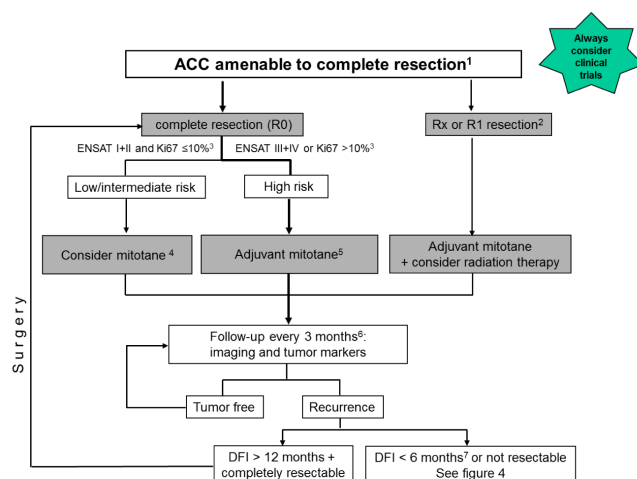 Always
consider
clinical
trials
ACC amenable to complete resection1
complete resection (R0)
Rx or R1 resection2
ENSAT I+II and Ki67 ≤10%3
ENSAT III+IV or Ki67 >10%3
Low/intermediate risk
High risk
Consider mitotane 4
Adjuvant mitotane5
Adjuvant mitotane
+ consider radiation therapy
Surgery
Follow-up every 3 months6:
imaging and tumor markers
Tumor free
Recurrence
DFI > 12 months +
completely resectable
DFI < 6 months7 or not resectable
See figure 4